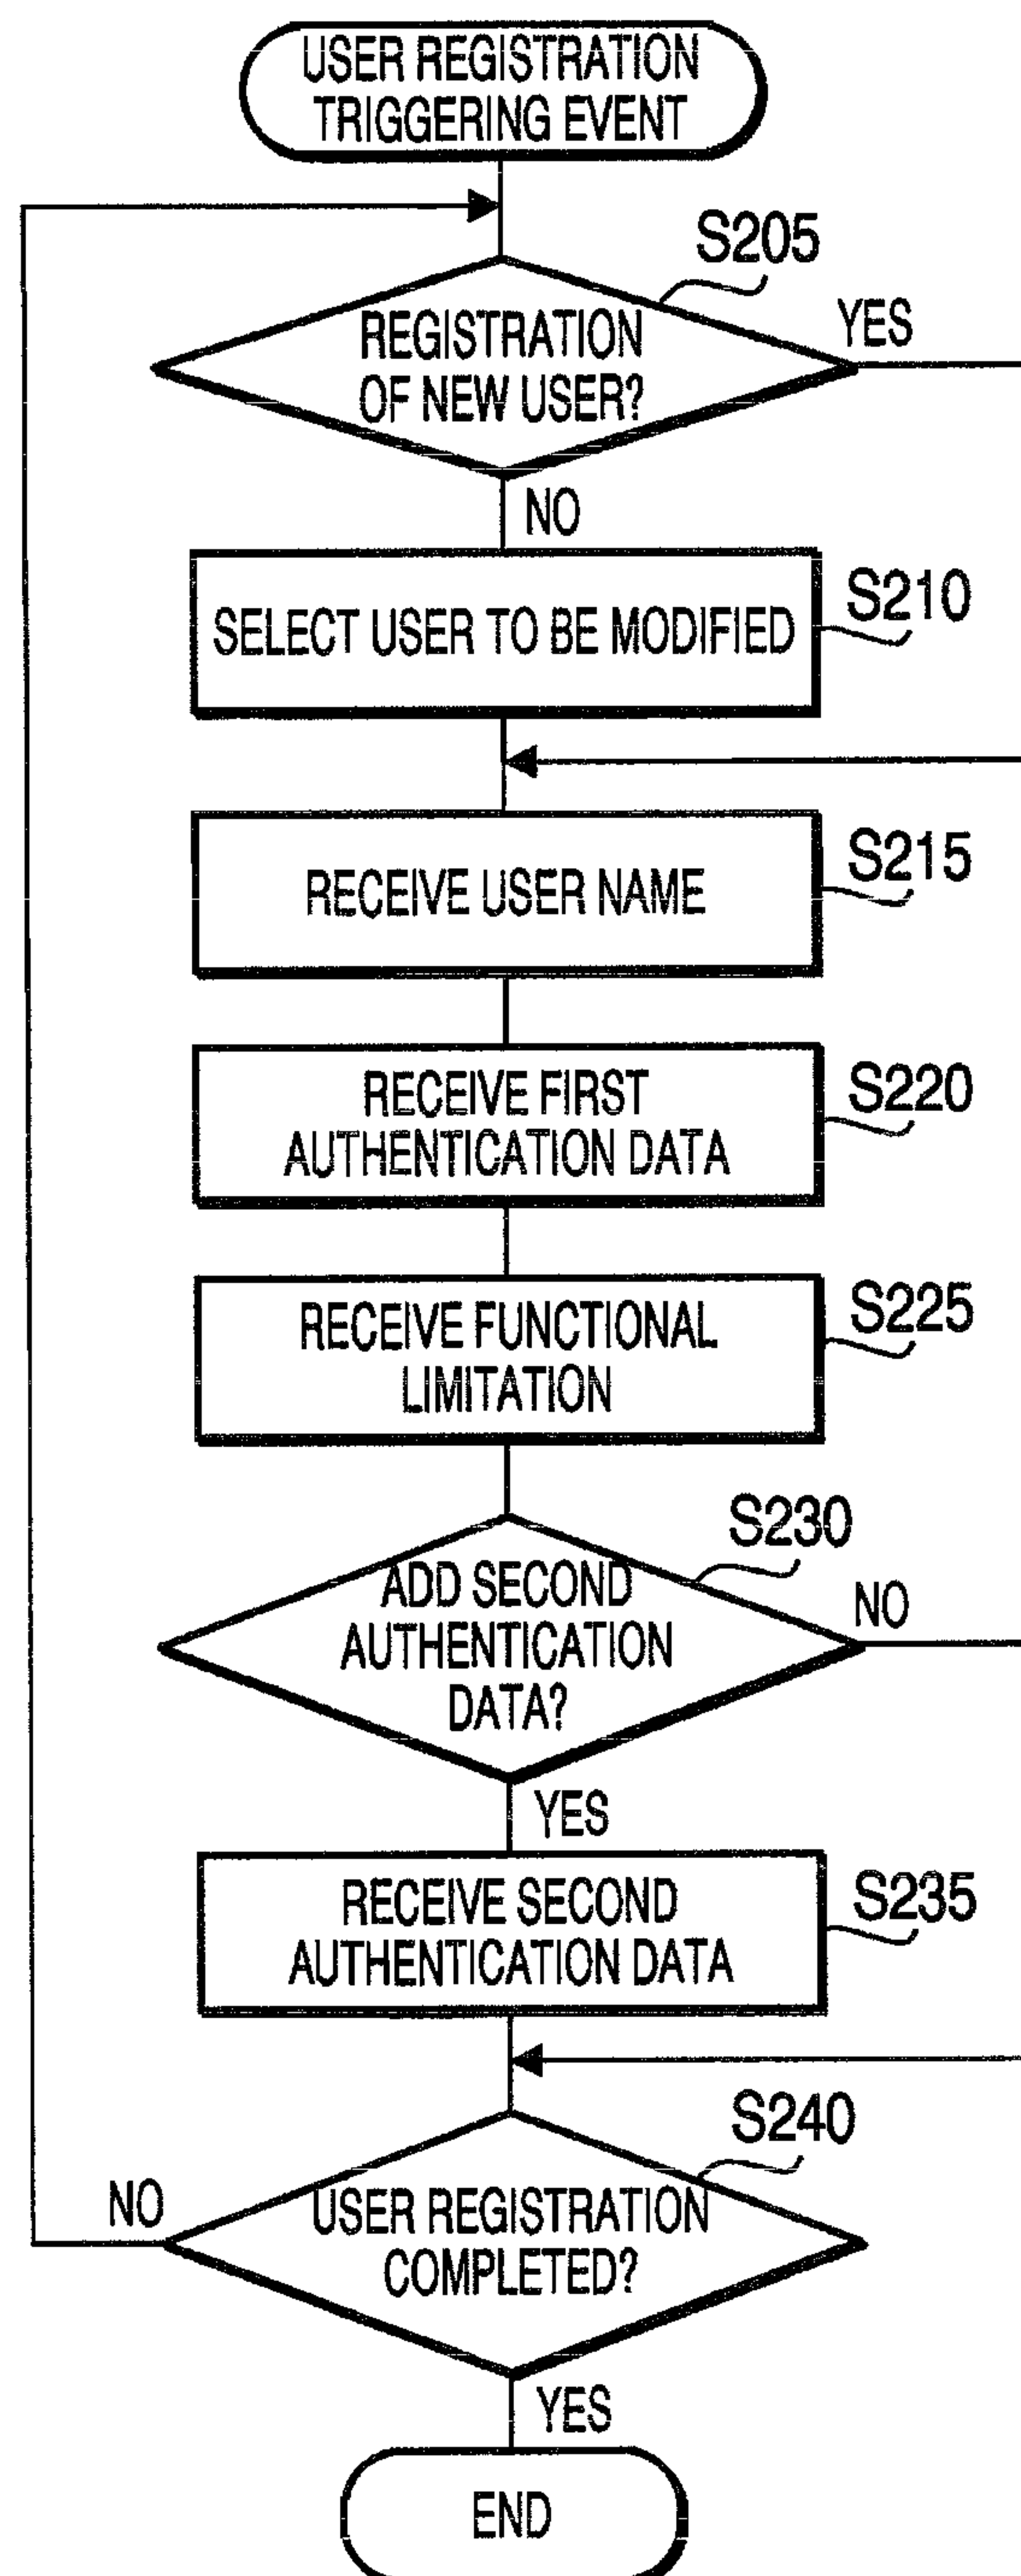 USER REGISTRATION
TRIGGERING EVENT
S205
REGISTRATION
OF NEW USER?
YES
NO
SELECT USER TO BE MODIFIED
S210
RECEIVE USER NAME
S215
RECEIVE FIRST
AUTHENTICATION DATA
S220
RECEIVE FUNCTIONAL
LIMITATION
S225
S230
ADD SECOND
AUTHENTICATION
DATA?
NO
YES
RECEIVE SECOND
AUTHENTICATION DATA
S235
S240
NO
USER REGISTRATION
COMPLETED?
YES
END